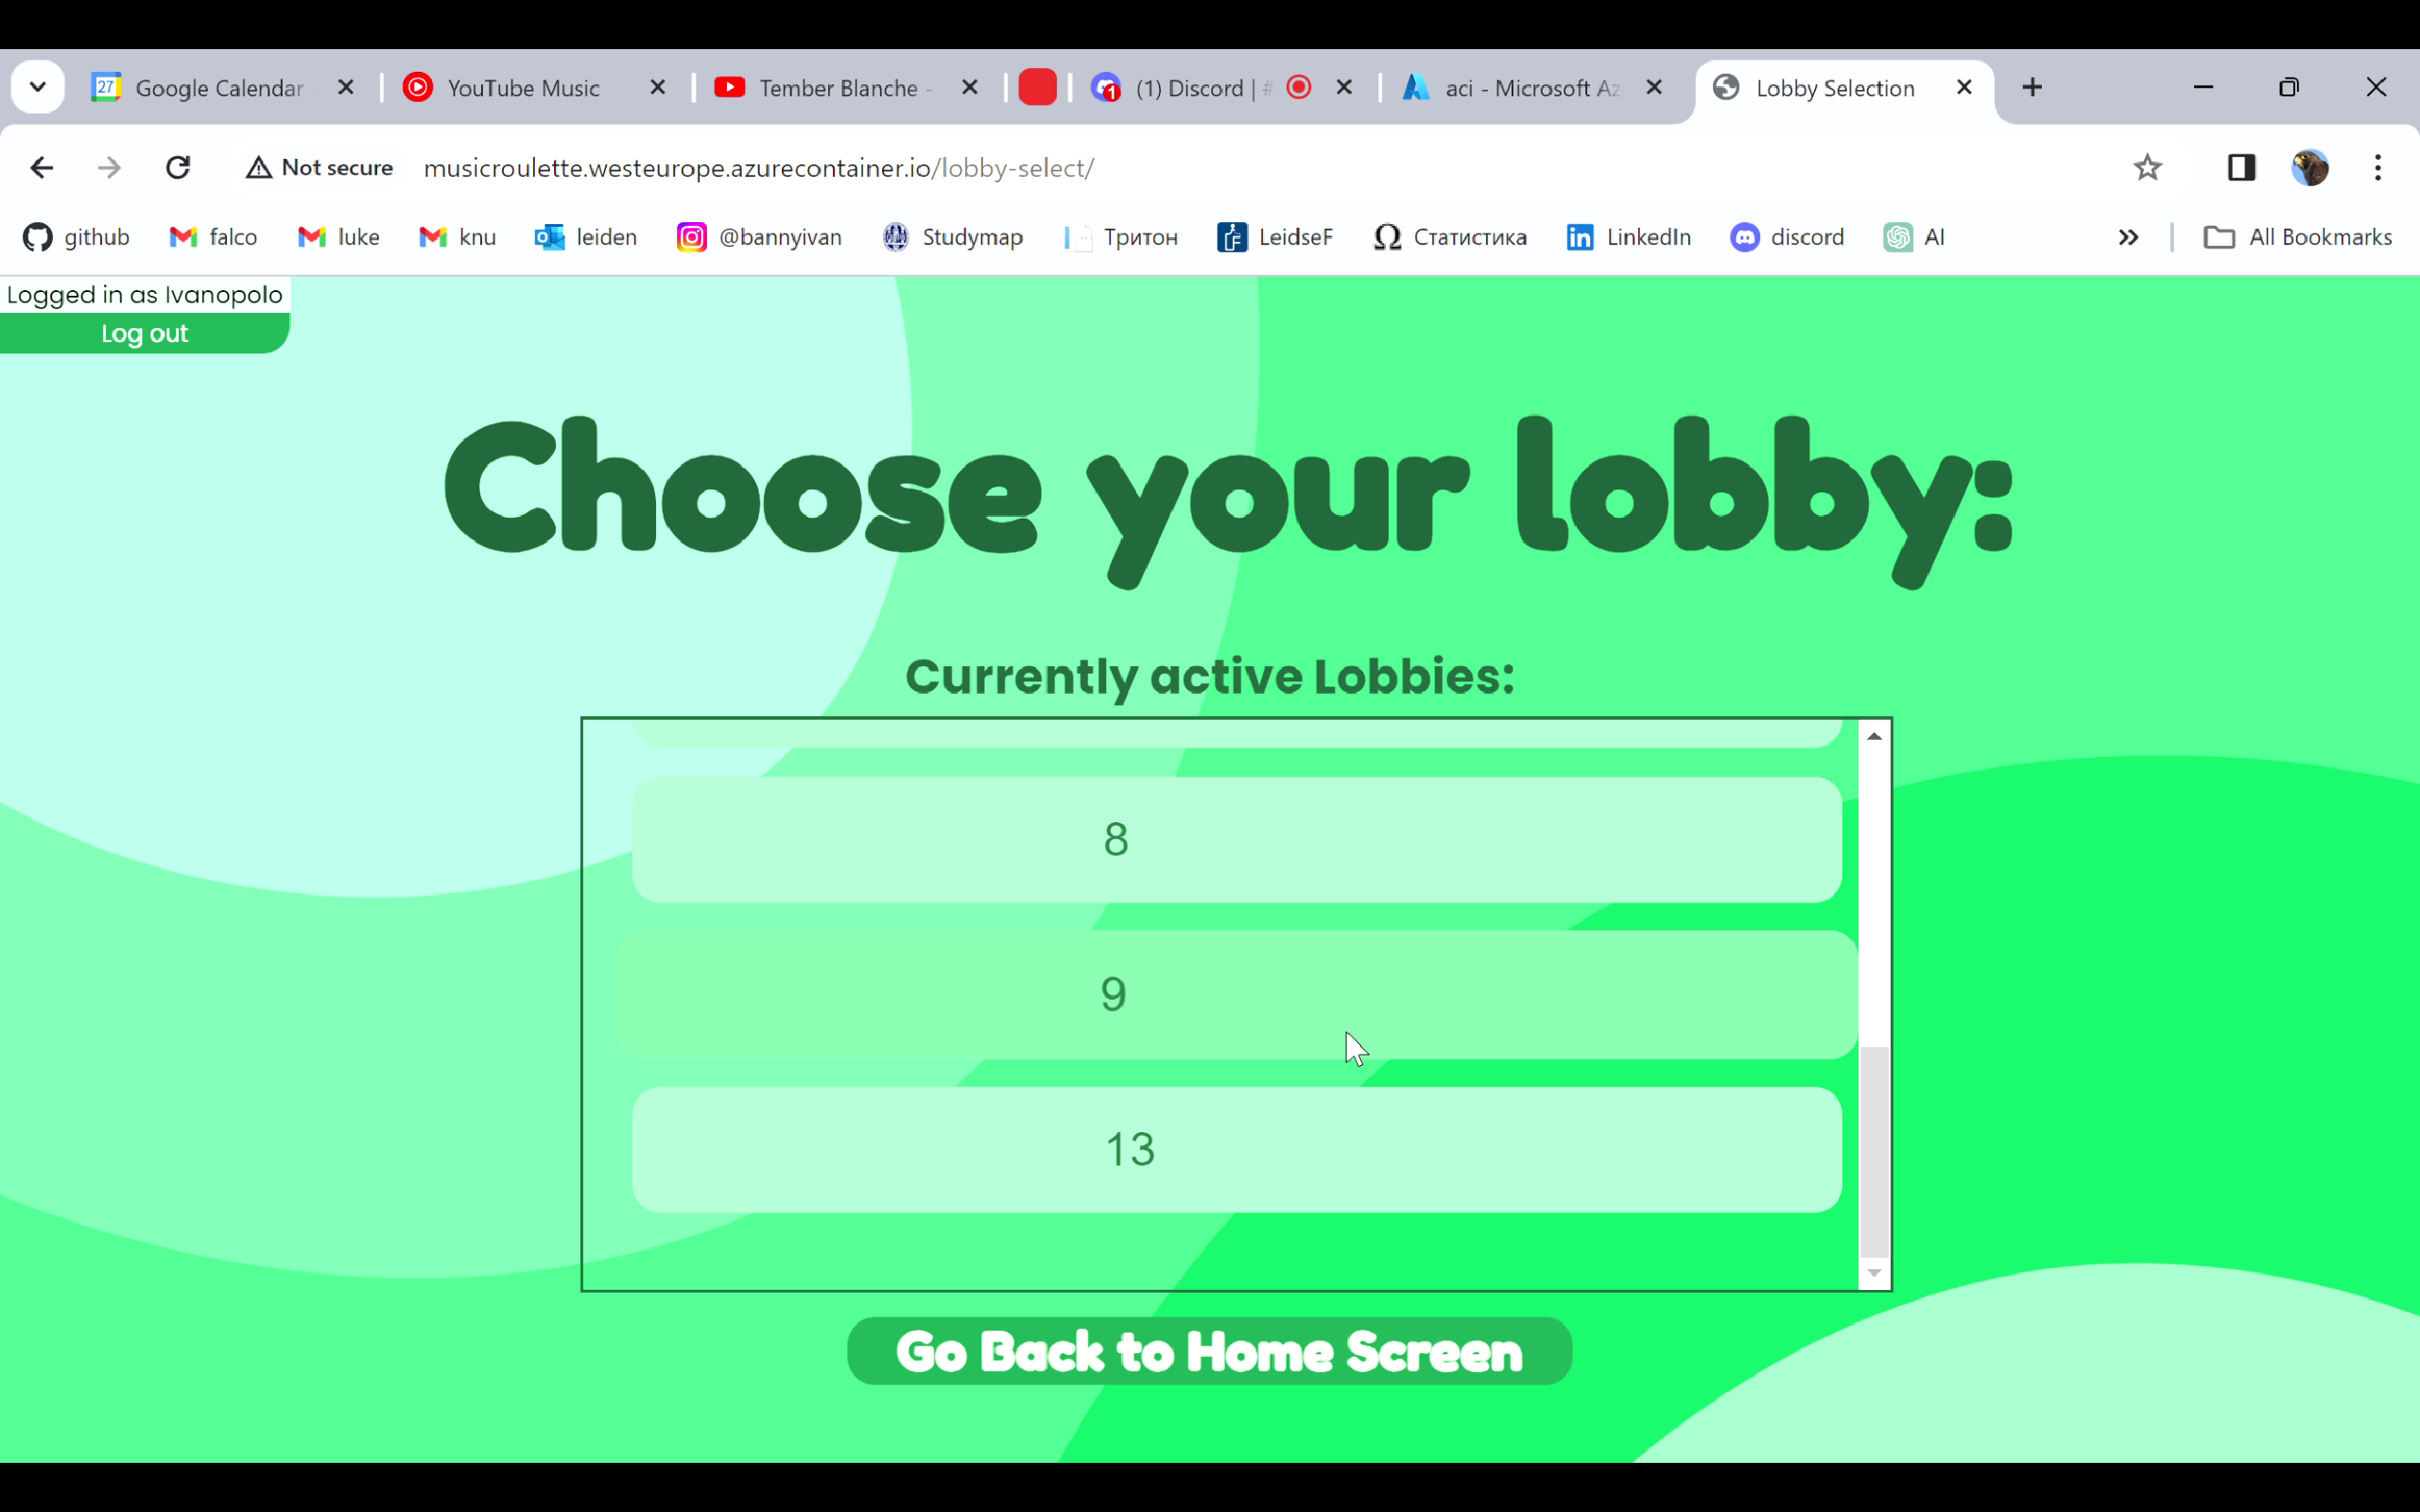 Google Calendar
YouTube Music
Tember Blanche -
(1) Discord | #
aci - Microsoft Az
Lobby Selection
Not secure
musicroulette.westeurope.azurecontainer.io/lobby-select/
github
falco
luke
knu
leiden
@bannyivan
Studymap
Тритон
LeidseF
Статистика
LinkedIn
discord
AI
All Bookmarks
Logged in as Ivanopolo
Log out
Choose your lobby:
Currently active Lobbies:
8
9
13
Go Back to Home Screen